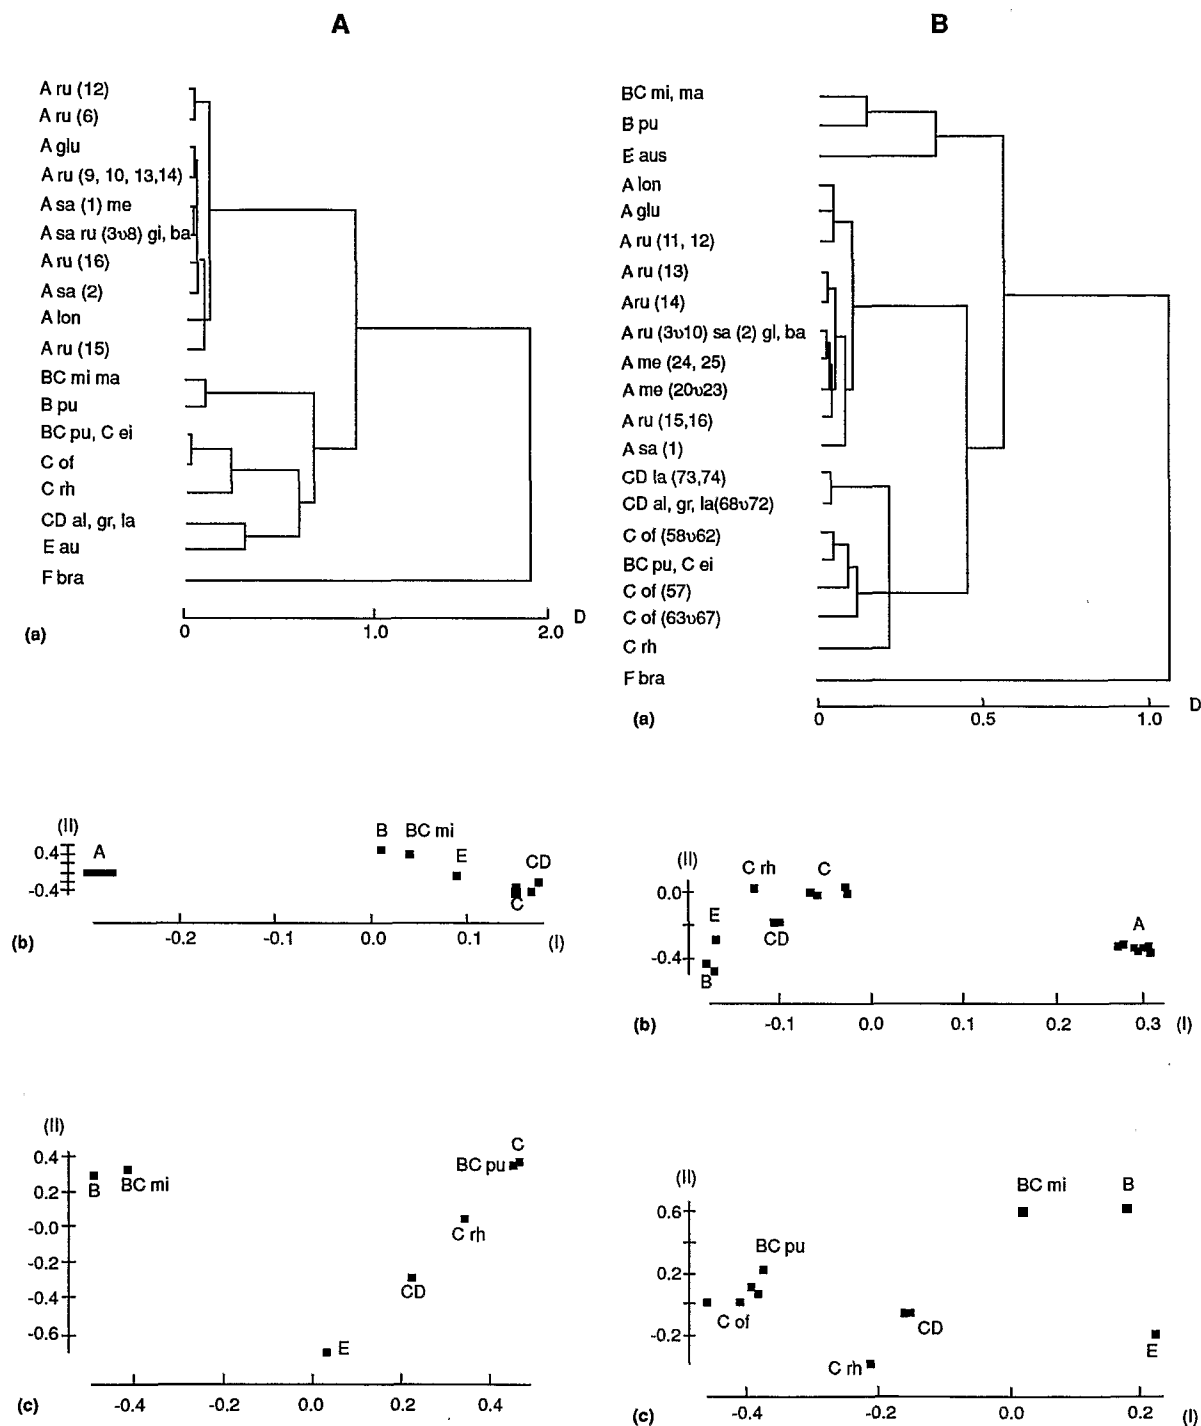 A
A ru (12)
A ru (6)
A glu
A ru (9, 10, 13,14)
A sa (1) me
A sa ru (3υ8) gi, ba
A ru (16)
A sa (2)
A lon
A ru (15)
BC mi ma
B pu
BC pu, C ei
C of
C rh
CD al, gr, la
E au
F bra
0 1.0 2.0 D
(a)
(II)
0.4
-0.4
A B BC mi E CD C
-0.2 -0.1 0.0 0.1 (I)
(b)
(II)
0.4
0.2
-0.0
-0.2
-0.4
-0.6
B BC mi C BC pu C rh CD E
-0.4 -0.2 0.0 0.2 0.4
(c)
B
BC mi, ma
B pu
E aus
A lon
A glu
A ru (11, 12)
A ru (13)
Aru (14)
A ru (3υ10) sa (2) gl, ba
A me (24, 25)
A me (20υ23)
A ru (15,16)
A sa (1)
CD la (73,74)
CD al, gr, la(68υ72)
C of (58υ62)
BC pu, C ei
C of (57)
C of (63υ67)
C rh
F bra
0 0.5 1.0 D
(a)
(II)
0.0
-0.4
C rh C E CD B A
-0.1 0.0 0.1 0.2 0.3 (I)
(b)
(II)
0.6
0.2
-0.2
BC mi B BC pu C of CD C rh E
-0.4 -0.2 0.0 0.2
(c) (I)